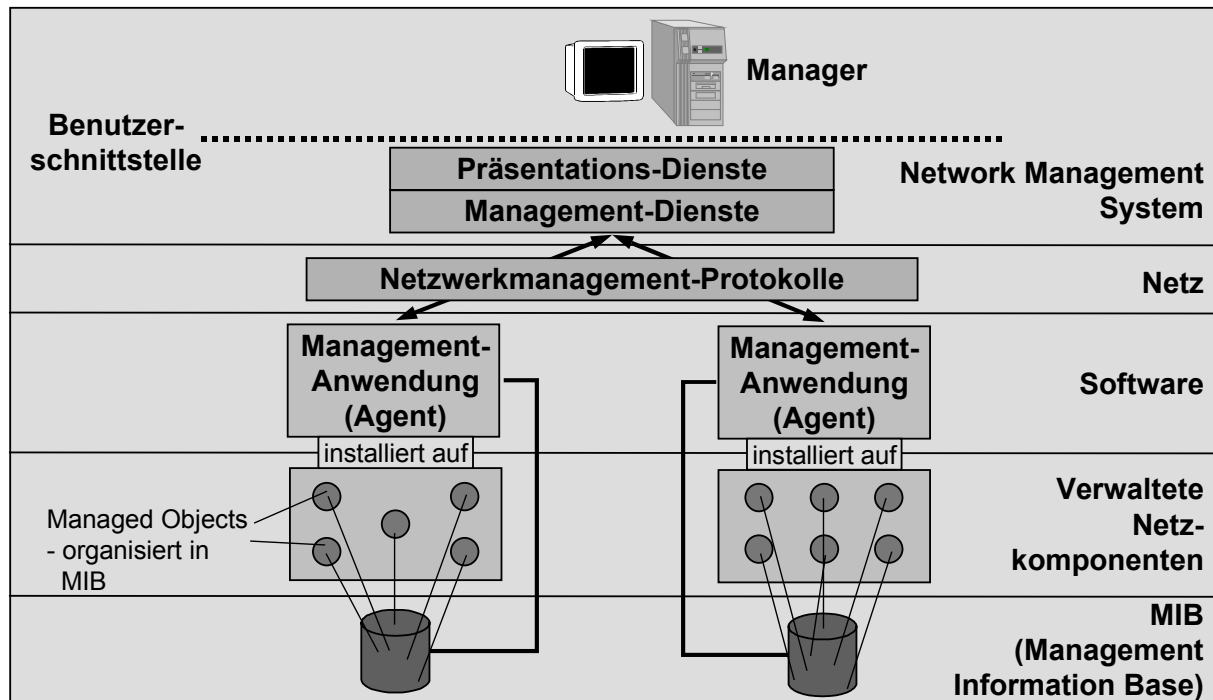 Manager
Benutzer-
schnittstelle
Präsentations-Dienste
Management-Dienste
Network Management
System
Netzwerkmanagement-Protokolle
Netz
Management-
Anwendung
(Agent)
Management-
Anwendung
(Agent)
Software
installiert auf
installiert auf
Managed Objects
- organisiert in
MIB
Verwaltete
Netz-
komponenten
MIB
(Management
Information Base)